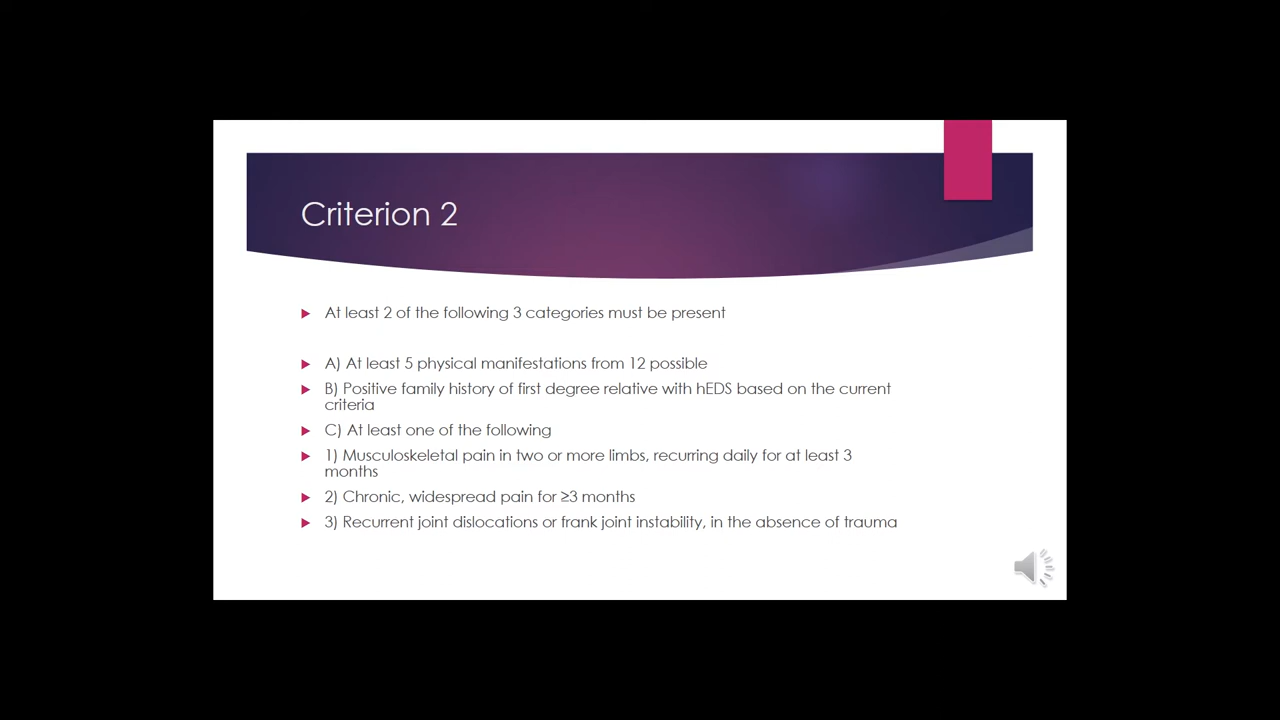 Criterion 2
At least 2 of the following 3 categories must be present
A) At least 5 physical manifestations from 12 possible
B) Positive family history of first degree relative with hEDS based on the current
criteria
C) At least one of the following
1) Musculoskeletal pain in two or more limbs, recurring daily for at least 3
months
2) Chronic, widespread pain for ≥3 months
3) Recurrent joint dislocations or frank joint instability, in the absence of trauma